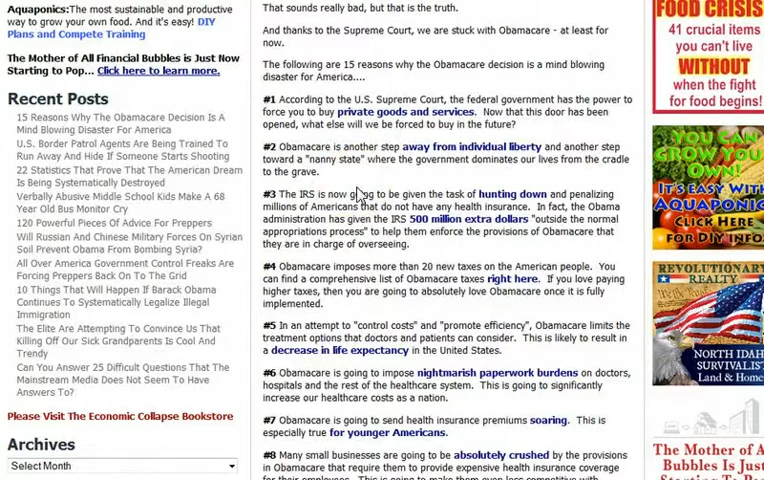 Aquaponics: The most sustainable and productive
way to grow your own food. And it's easy! DIY
Plans and Compete Training
The Mother of All Financial Bubbles is Just Now
Starting to Pop... Click here to learn more.
Recent Posts
15 Reasons Why The Obamacare Decision Is A
Mind Blowing Disaster For America
U.S. Border Patrol Agents Are Being Trained To
Run Away And Hide If Someone Starts Shooting
22 Statistics That Prove That The American Dream
Is Being Systematically Destroyed
Verbally Abusive Middle School Kids Make A 68
Year Old Bus Monitor Cry
120 Powerful Pieces Of Advice For Preppers
Will Russian And Chinese Military Forces On Syrian
Soil Prevent Obama From Bombing Syria?
All Over America Government Control Freaks Are
Forcing Preppers Back On To The Grid
10 Things That Will Happen If Barack Obama
Continues To Systematically Legalize Illegal
Immigration
The Elite Are Attempting To Convince Us That
Killing Off Our Sick Grandparents Is Cool And
Trendy
Can You Answer 25 Difficult Questions That The
Mainstream Media Does Not Seem To Have
Answers To?
Please Visit The Economic Collapse Bookstore
Archives
Select Month
That sounds really bad, but that is the truth.
And thanks to the Supreme Court, we are stuck with Obamacare - at least for
now.
The following are 15 reasons why the Obamacare decision is a mind blowing
disaster for America....
#1 According to the U.S. Supreme Court, the federal government has the power to
force you to buy private goods and services. Now that this door has been
opened, what else will we be forced to buy in the future?
#2 Obamacare is another step away from individual liberty and another step
toward a "nanny state" where the government dominates our lives from the cradle
to the grave.
#3 The IRS is now going to be given the task of hunting down and penalizing
millions of Americans that do not have any health insurance. In fact, the Obama
administration has given the IRS 500 million extra dollars "outside the normal
appropriations process" to help them enforce the provisions of Obamacare that
they are in charge of overseeing.
#4 Obamacare imposes more than 20 new taxes on the American people. You
can find a comprehensive list of Obamacare taxes right here. If you love paying
higher taxes, then you are going to absolutely love Obamacare once it is fully
implemented.
#5 In an attempt to "control costs" and "promote efficiency", Obamacare limits the
treatment options that doctors and patients can consider. This is likely to result in
a decrease in life expectancy in the United States.
#6 Obamacare is going to impose nightmarish paperwork burdens on doctors,
hospitals and the rest of the healthcare system. This is going to significantly
increase our healthcare costs as a nation.
#7 Obamacare is going to send health insurance premiums soaring. This is
especially true for younger Americans.
#8 Many small businesses are going to be absolutely crushed by the provisions
in Obamacare that require them to provide expensive health insurance coverage
for their employees. This is going to make them even less competitive with
FOOD CRISIS
41 crucial items
you can't live
WITHOUT
when the fight
for food begins!
YOU CAN
GROW YOUR
OWN!
IT'S EASY WITH
AQUAPONICS
CLICK HERE
FOR DIY INFO
REVOLUTIONARY
REALTY
NORTH IDAHO
SURVIVALIST
Land & Home
The Mother of A
Bubbles is Just
Starting To Po